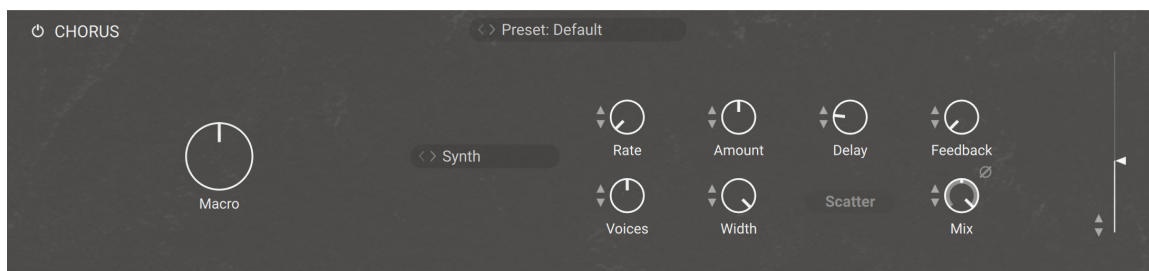 CHORUS
Preset: Default
Macro
Synth
Rate
Amount
Delay
Feedback
Voices
Width
Scatter
Mix